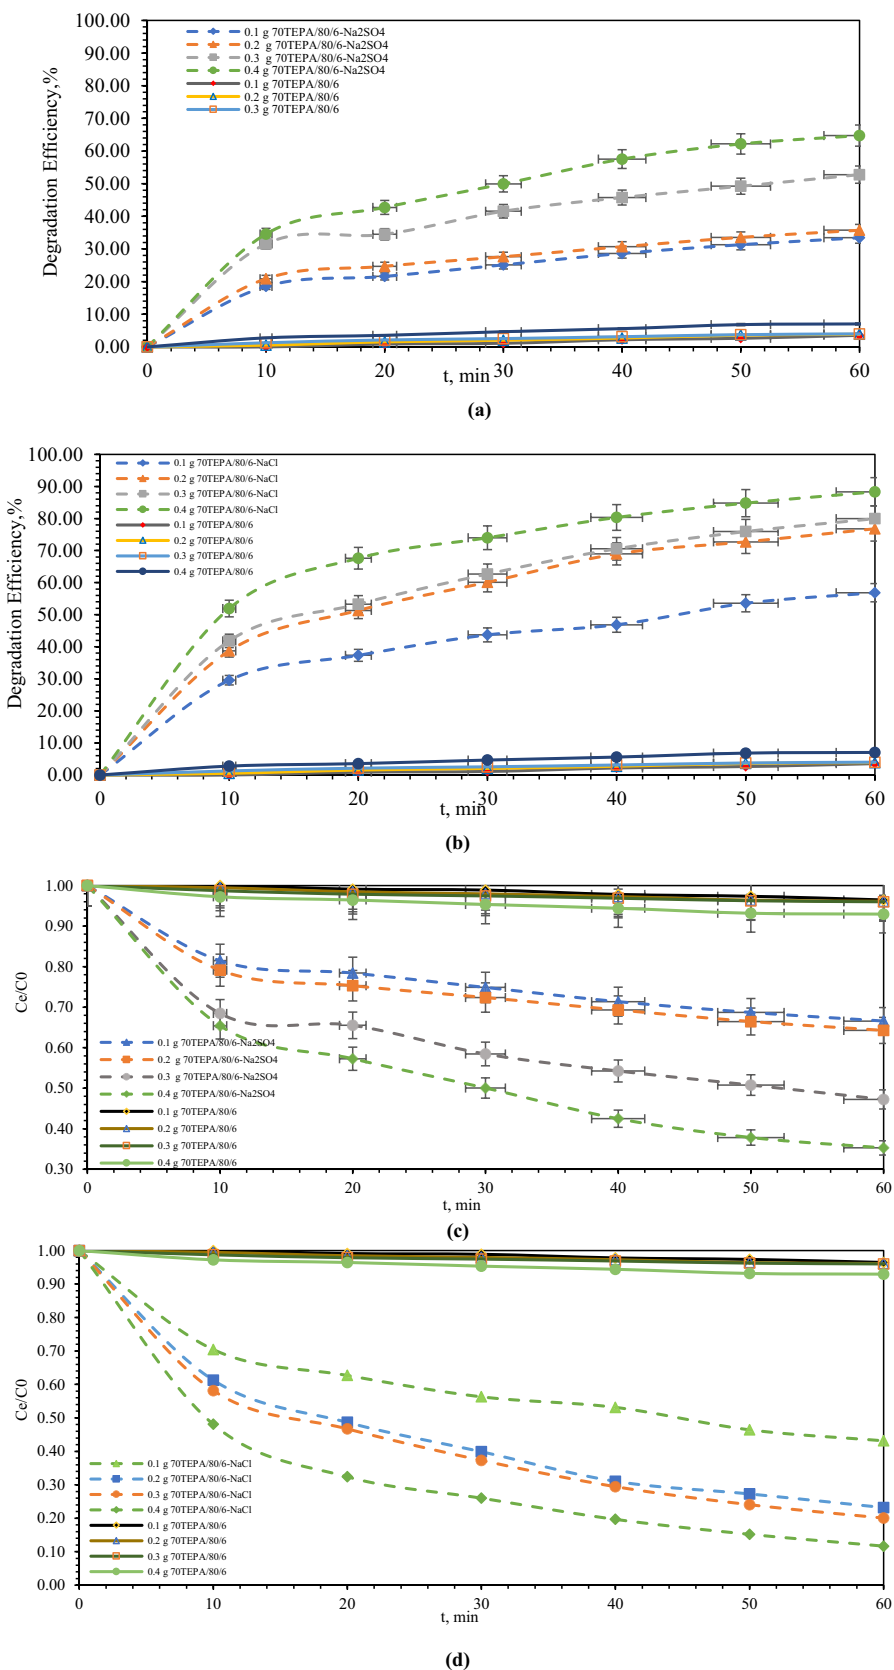 100.00
90.00
80.00
70.00
60.00
50.00
40.00
30.00
20.00
10.00
0.00
Degradation Efficiency,%
0.1 g 70TEPA/80/6-Na2SO4
0.2 g 70TEPA/80/6-Na2SO4
0.3 g 70TEPA/80/6-Na2SO4
0.4 g 70TEPA/80/6-Na2SO4
0.1 g 70TEPA/80/6
0.2 g 70TEPA/80/6
0.3 g 70TEPA/80/6
0 10 20 30 40 50 60
t, min
(a)
100.00
90.00
80.00
70.00
60.00
50.00
40.00
30.00
20.00
10.00
0.00
Degradation Efficiency,%
0.1 g 70TEPA/80/6-NaCl
0.2 g 70TEPA/80/6-NaCl
0.3 g 70TEPA/80/6-NaCl
0.4 g 70TEPA/80/6-NaCl
0.1 g 70TEPA/80/6
0.2 g 70TEPA/80/6
0.3 g 70TEPA/80/6
0.4 g 70TEPA/80/6
0 10 20 30 40 50 60
t, min
(b)
1.00
0.90
0.80
0.70
0.60
0.50
0.40
0.30
Ce/C0
0.1 g 70TEPA/80/6-Na2SO4
0.2 g 70TEPA/80/6-Na2SO4
0.3 g 70TEPA/80/6-Na2SO4
0.4 g 70TEPA/80/6-Na2SO4
0.1 g 70TEPA/80/6
0.2 g 70TEPA/80/6
0.3 g 70TEPA/80/6
0.4 g 70TEPA/80/6
0 10 20 30 40 50 60
t, min
(c)
1.00
0.90
0.80
0.70
0.60
0.50
0.40
0.30
0.20
0.10
0.00
Ce/C0
0.1 g 70TEPA/80/6-NaCl
0.2 g 70TEPA/80/6-NaCl
0.3 g 70TEPA/80/6-NaCl
0.4 g 70TEPA/80/6-NaCl
0.1 g 70TEPA/80/6
0.2 g 70TEPA/80/6
0.3 g 70TEPA/80/6
0.4 g 70TEPA/80/6
0 10 20 30 40 50 60
t, min
(d)